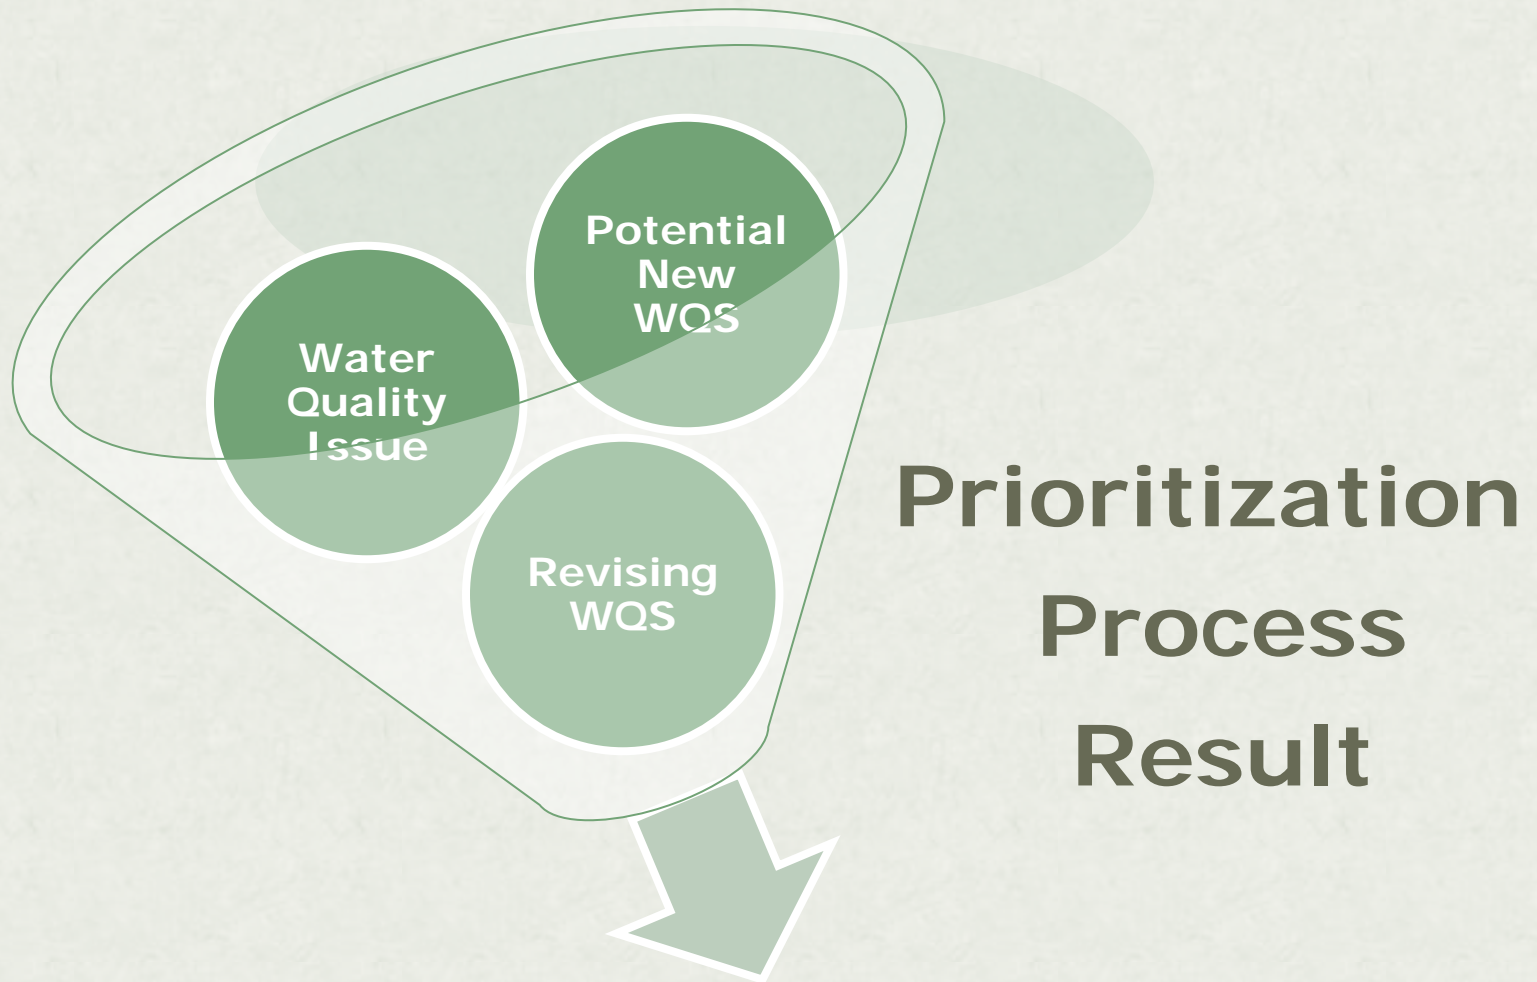 Potential
New
WQS
Water
Quality
Issue
Revising
WQS
Prioritization
Process
Result